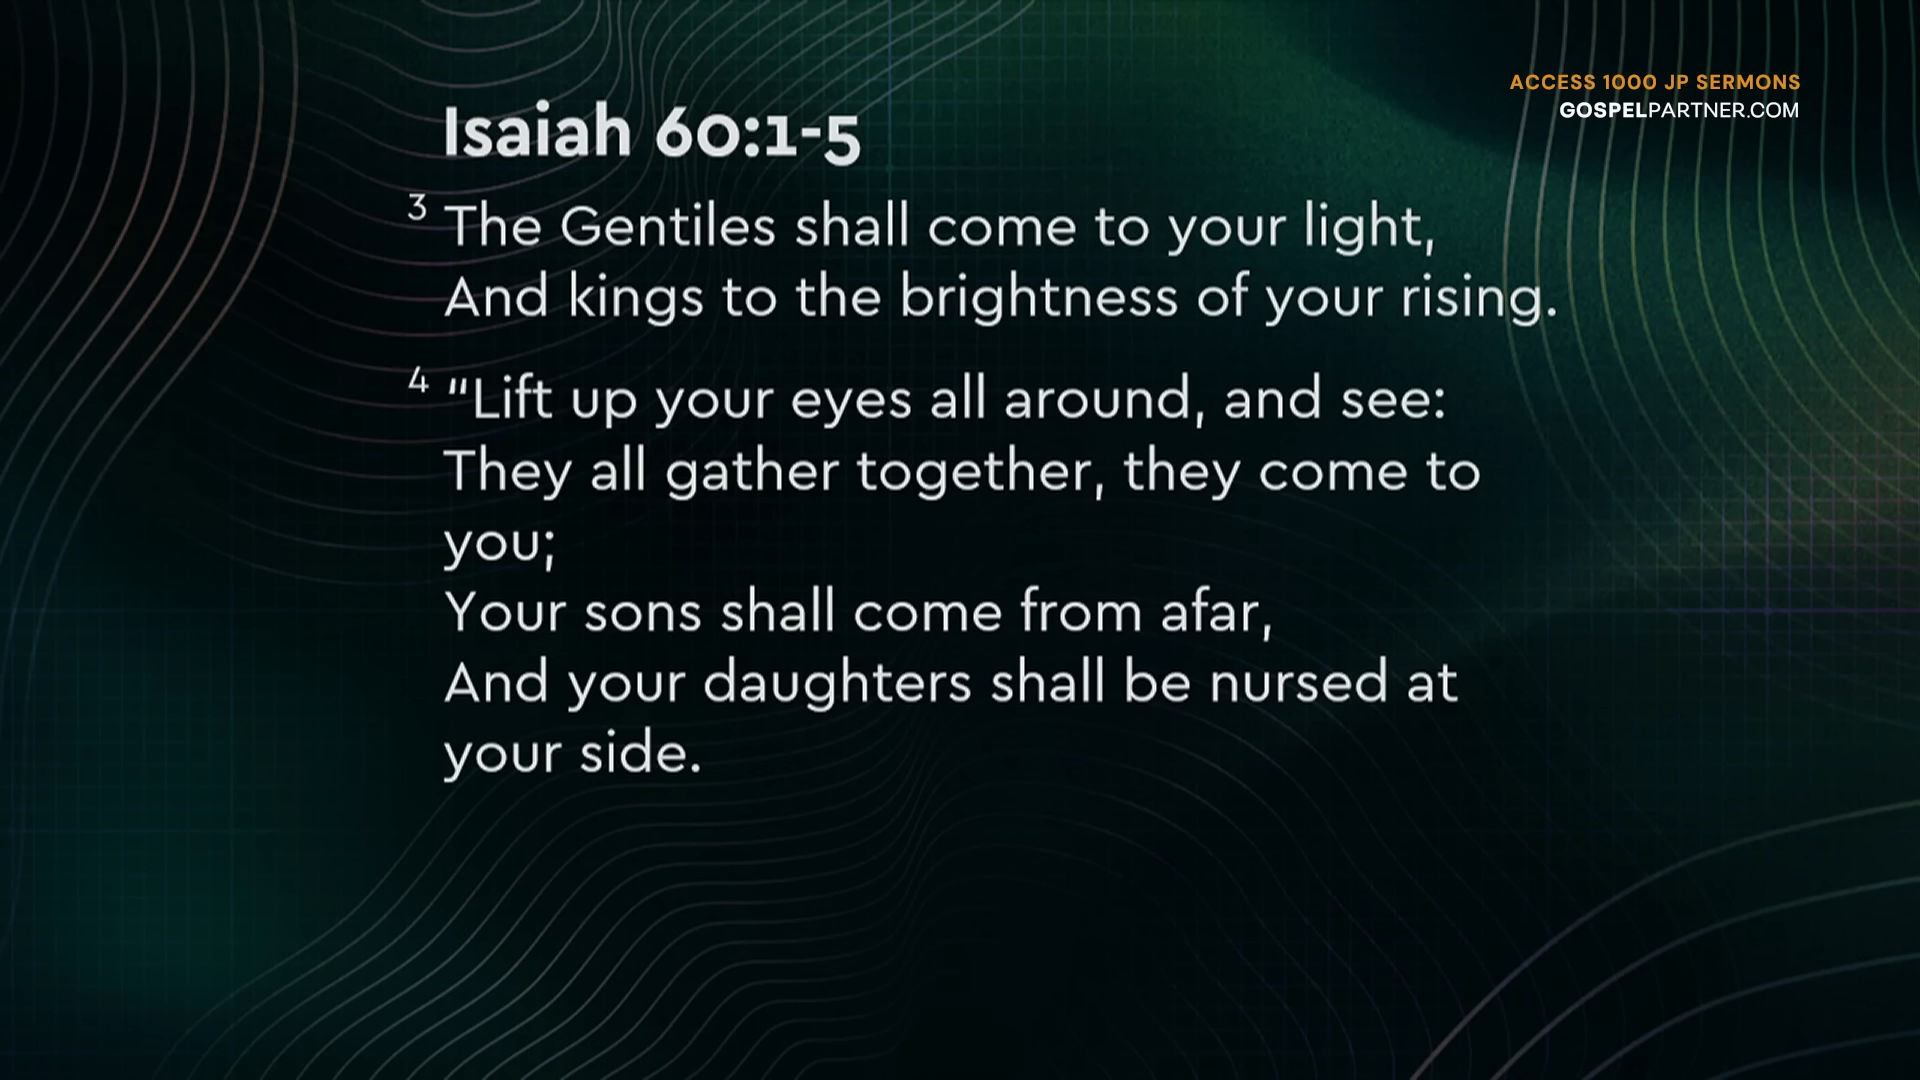 ACCESS 1000 JP SERMONS
GOSPELPARTNER.COM
Isaiah 60:1-5
3 The Gentiles shall come to your light,
And kings to the brightness of your rising.
4 "Lift up your eyes all around, and see:
They all gather together, they come to
you;
Your sons shall come from afar,
And your daughters shall be nursed at
your side.